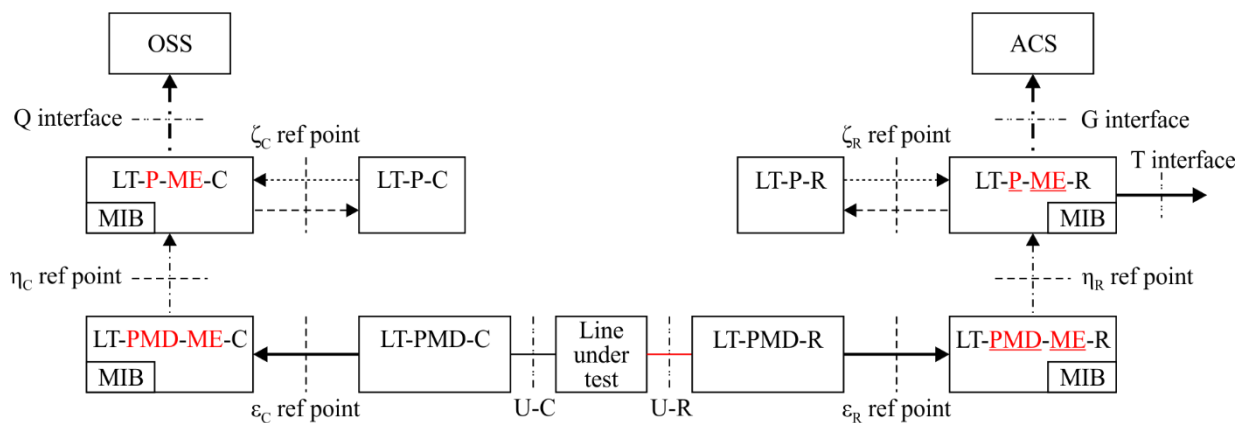 OSS
ACS
Q interface
G interface
ζC ref point
ζR ref point
T interface
LT-P-ME-C
LT-P-C
LT-P-R
LT-P-ME-R
MIB
MIB
ηC ref point
ηR ref point
LT-PMD-ME-C
LT-PMD-C
Line
under
test
LT-PMD-R
LT-PMD-ME-R
MIB
MIB
εC ref point
U-C
U-R
εR ref point